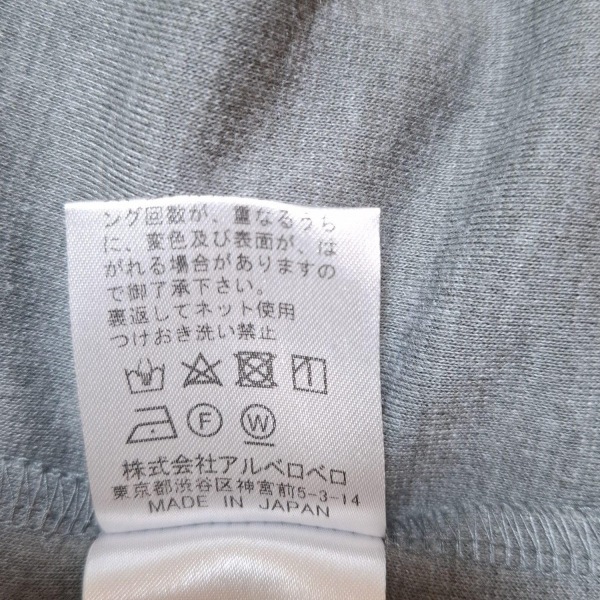 ング回数が、重なるうち
に、変色及び表面が、は
がれる場合がありますの
で御了承下さい。
裏返してネット使用
つけおき洗い禁止
F W
株式会社アルベロベロ
東京都渋谷区神宮前5-3-14
MADE IN JAPAN